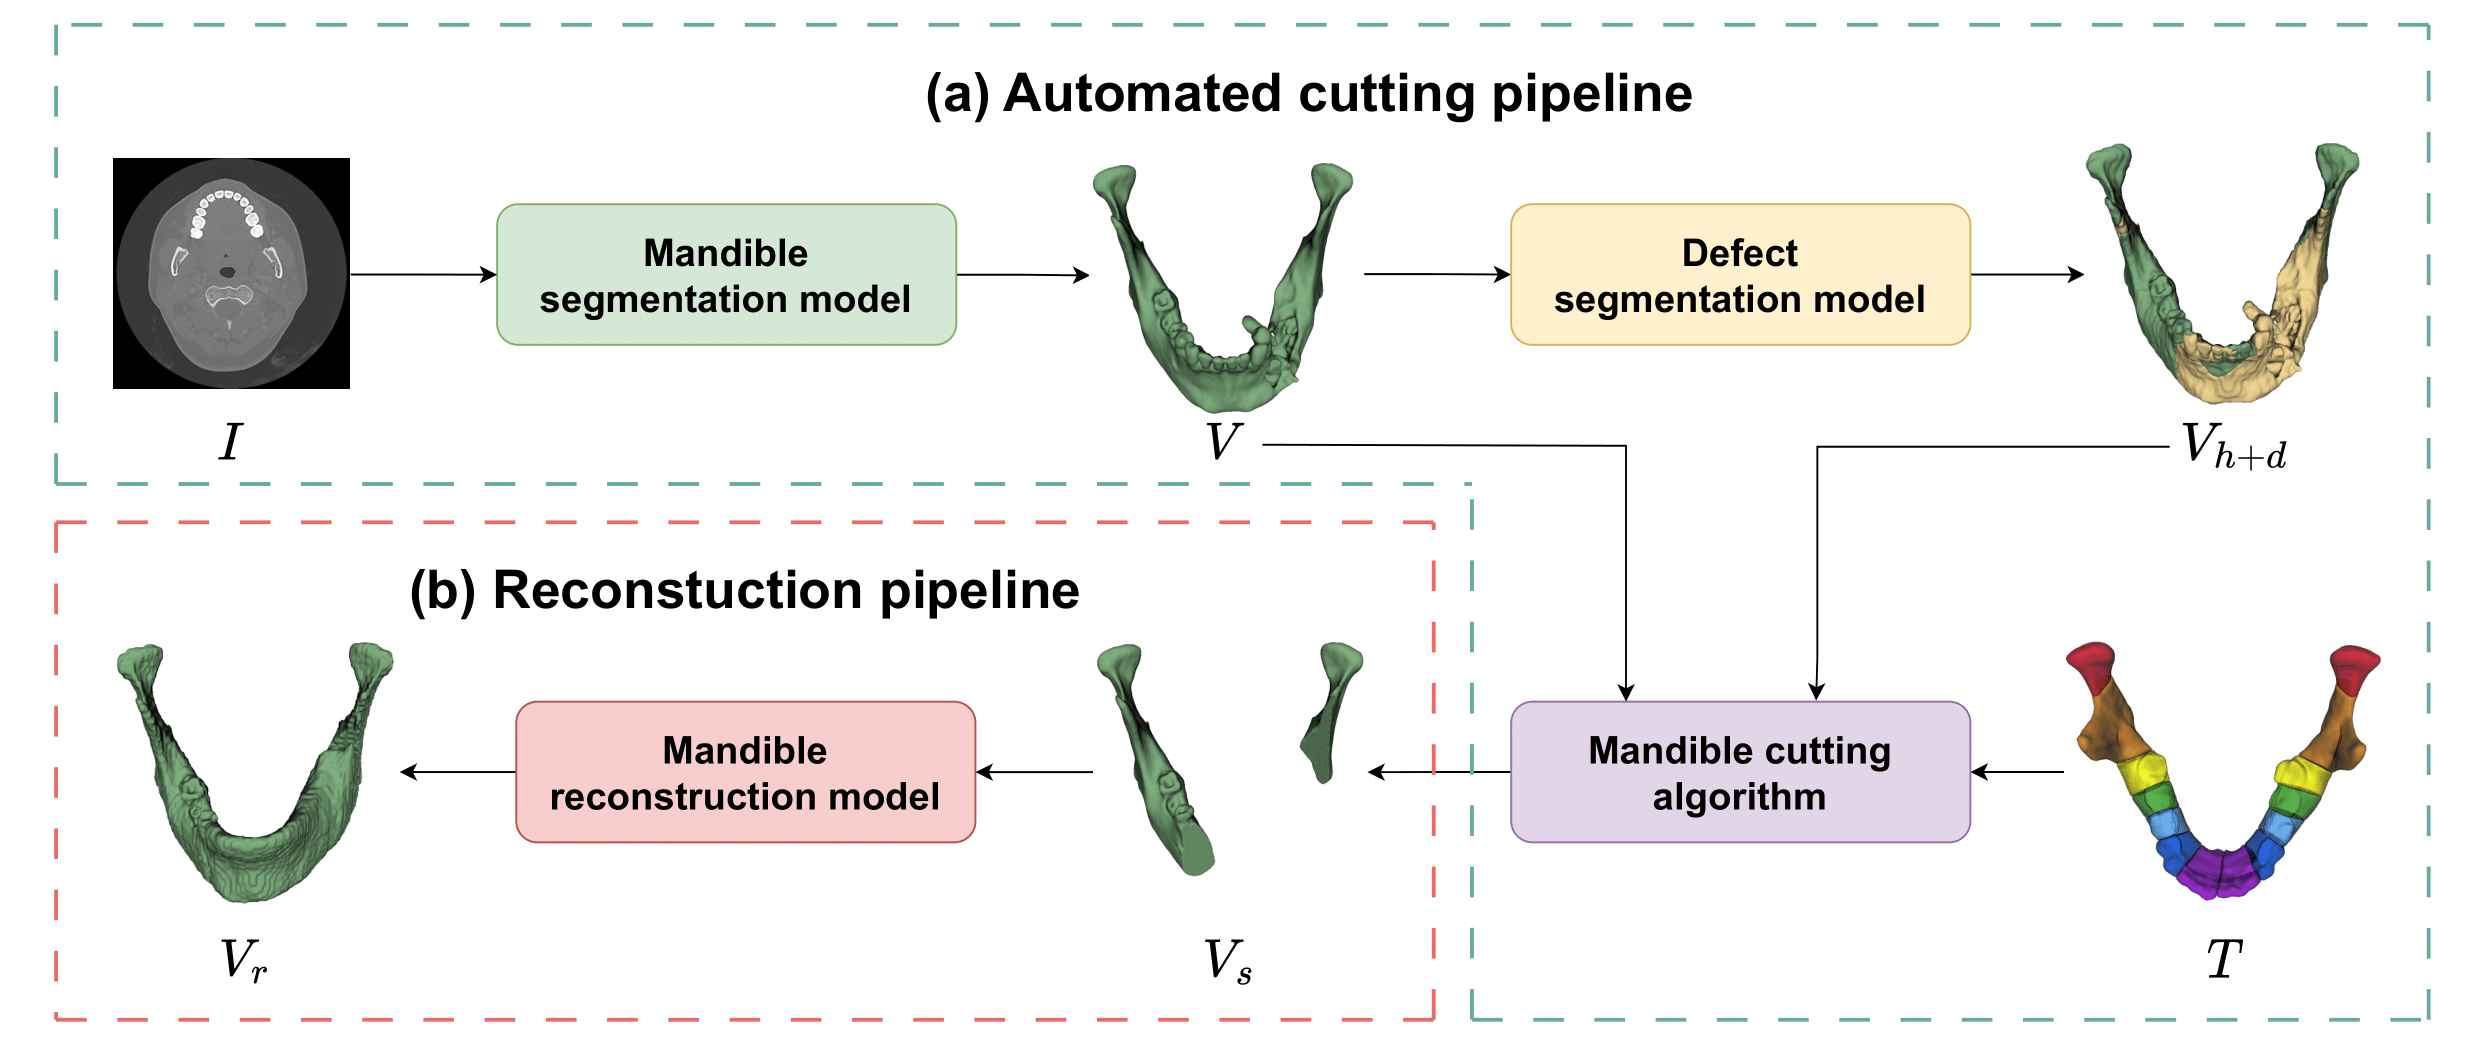 (a) Automated cutting pipeline
Mandible
segmentation model
Defect
segmentation model
I
V
V_{h+d}
(b) Reconstuction pipeline
Mandible
reconstruction model
Mandible cutting
algorithm
V_r
V_s
T